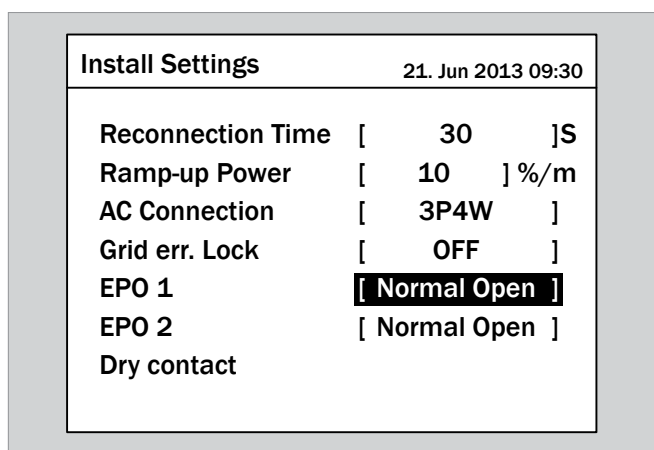 Install Settings 21. Jun 2013 09:30
Reconnection Time [ 30 ]S
Ramp-up Power [ 10 ] %/m
AC Connection [ 3P4W ]
Grid err. Lock [ OFF ]
EPO 1 [ Normal Open ]
EPO 2 [ Normal Open ]
Dry contact